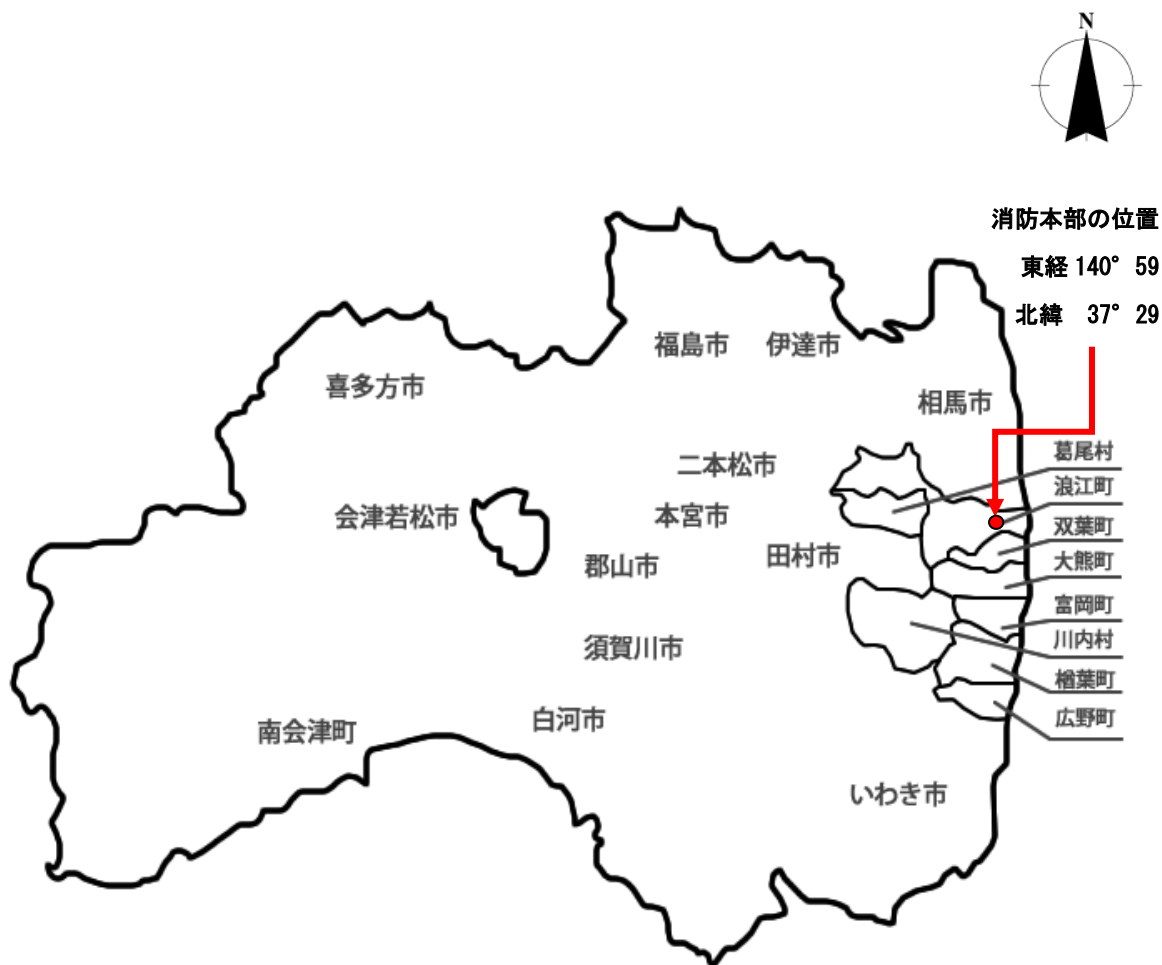 N
消防本部の位置
東経 140° 59
北緯 37° 29
福島市
伊達市
喜多方市
相馬市
葛尾村
二本松市
浪江町
会津若松市
本宮市
双葉町
田村市
大熊町
郡山市
富岡町
川内村
須賀川市
楢葉町
広野町
白河市
南会津町
いわき市